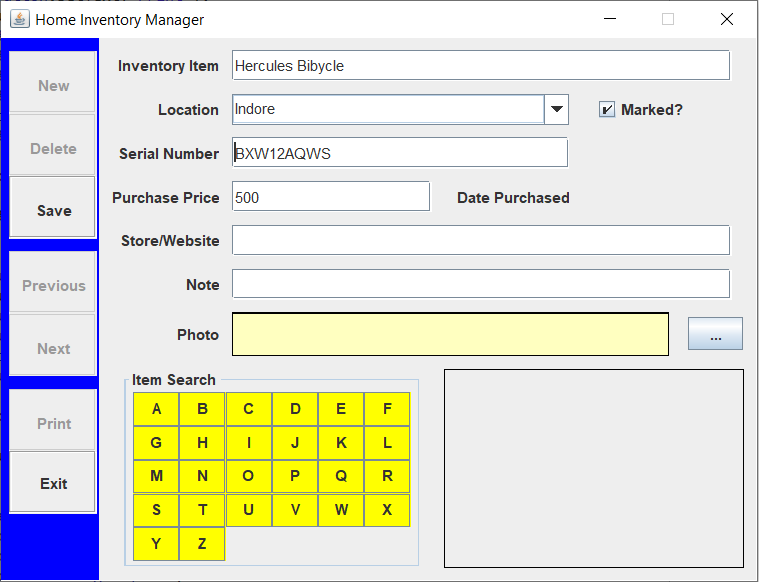 Home Inventory Manager
New
Delete
Save
Previous
Next
Print
Exit
Inventory Item Hercules Bibycle
Location Indore Marked?
Serial Number BXW12AQWS
Purchase Price 500 Date Purchased
Store/Website
Note
Photo ...
Item Search
A B C D E F
G H I J K L
M N O P Q R
S T U V W X
Y Z